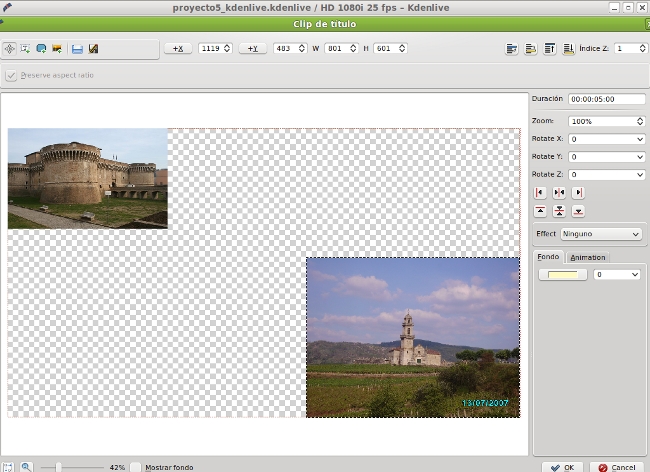 proyecto5_kdenlive.kdenlive / HD 1080i 25 fps – Kdenlive
Clip de título
+X 1119 +Y 483 W 801 H 601 Índice Z: 1
Preserve aspect ratio
Duración 00:00:05:00
Zoom: 100%
Rotate X: 0
Rotate Y: 0
Rotate Z: 0
Effect Ninguno
Fondo Animation
0
13/07/2007
42% Mostrar fondo OK Cancel